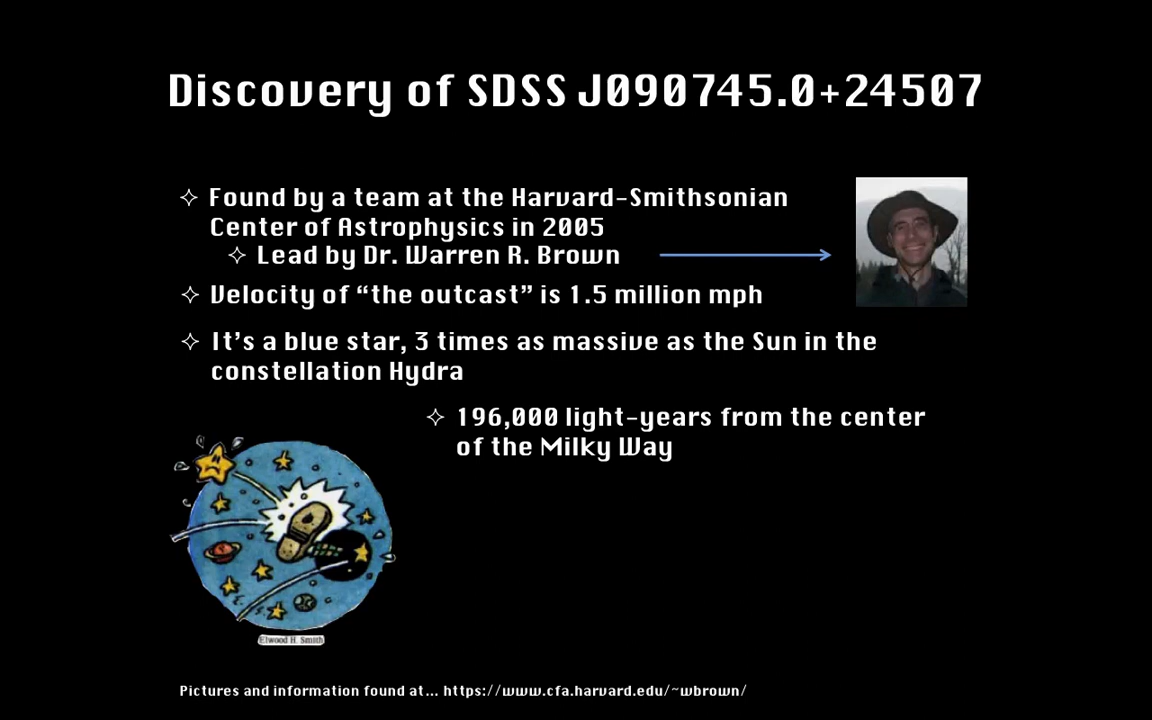 Discovery of SDSS J090745.0+24507
✧ Found by a team at the Harvard-Smithsonian
Center of Astrophysics in 2005
✧ Lead by Dr. Warren R. Brown
✧ Velocity of “the outcast” is 1.5 million mph
✧ It’s a blue star, 3 times as massive as the Sun in the
constellation Hydra
✧ 196,000 light-years from the center
of the Milky Way
Elwood H. Smith
Pictures and information found at... https://www.cfa.harvard.edu/~wbrown/